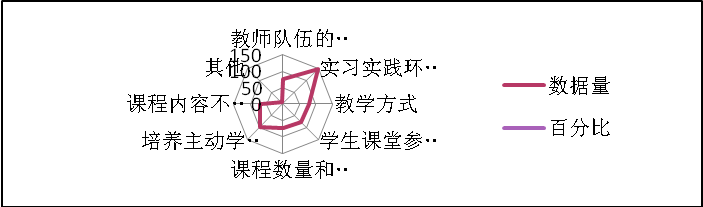 教师队伍的··
实习实践环··
教学方式
学生课堂参··
课程数量和··
培养主动学··
课程内容不··
其他
150
100
50
0
数据量
百分比